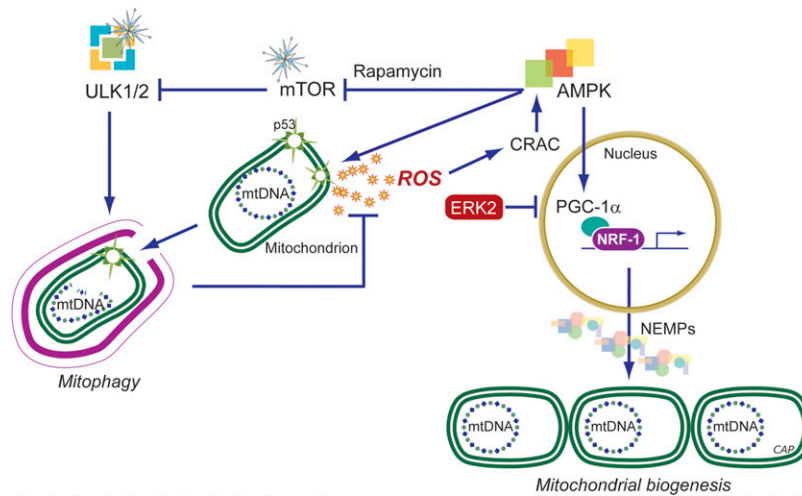 Rapamycin
ULK1/2
mTOR
AMPK
p53
CRAC
Nucleus
mtDNA
ROS
ERK2
PGC-1α
NRF-1
Mitochondrion
mtDNA
NEMPs
Mitophagy
mtDNA
mtDNA
mtDNA
CAP
Mitochondrial biogenesis